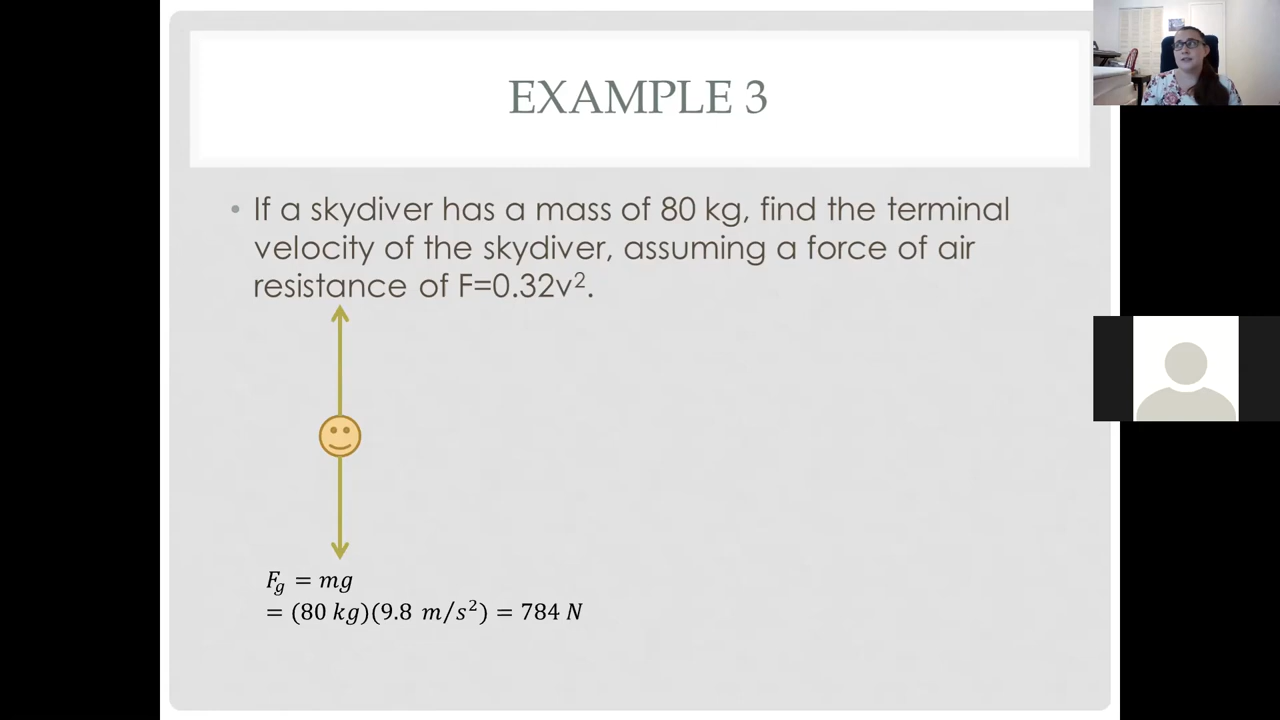 EXAMPLE 3
• If a skydiver has a mass of 80 kg, find the terminal
velocity of the skydiver, assuming a force of air
resistance of F=0.32v².
F_g = mg
= (80 kg)(9.8 m/s²) = 784 N